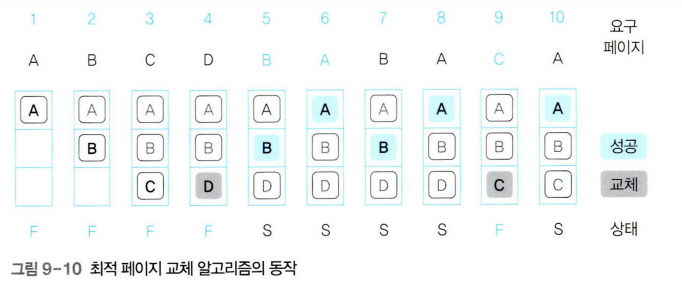 1 2 3 4 5 6 7 8 9 10 요구
A B C D B A B A C A 페이지
A A A A A A A A A A
B B B B B B B B B 성공
C D D D D D C C 교체
F F F F S S S S F S 상태
그림 9-10 최적 페이지 교체 알고리즘의 동작